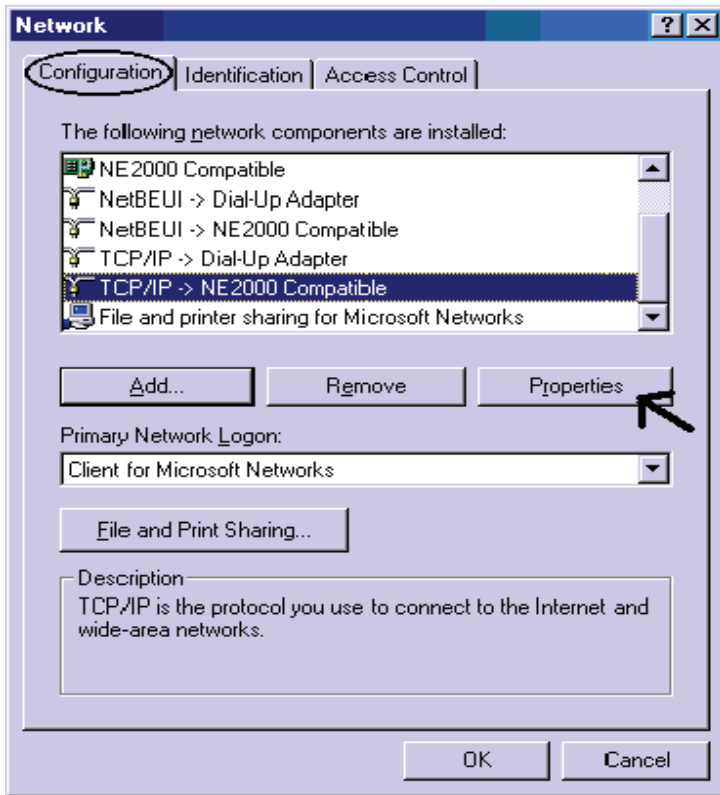 Network
Configuration Identification Access Control
The following network components are installed:
NE2000 Compatible
NetBEUI -> Dial-Up Adapter
NetBEUI -> NE2000 Compatible
TCP/IP -> Dial-Up Adapter
TCP/IP -> NE2000 Compatible
File and printer sharing for Microsoft Networks
Add... Remove Properties
Primary Network Logon:
Client for Microsoft Networks
File and Print Sharing...
Description
TCP/IP is the protocol you use to connect to the Internet and
wide-area networks.
OK Cancel